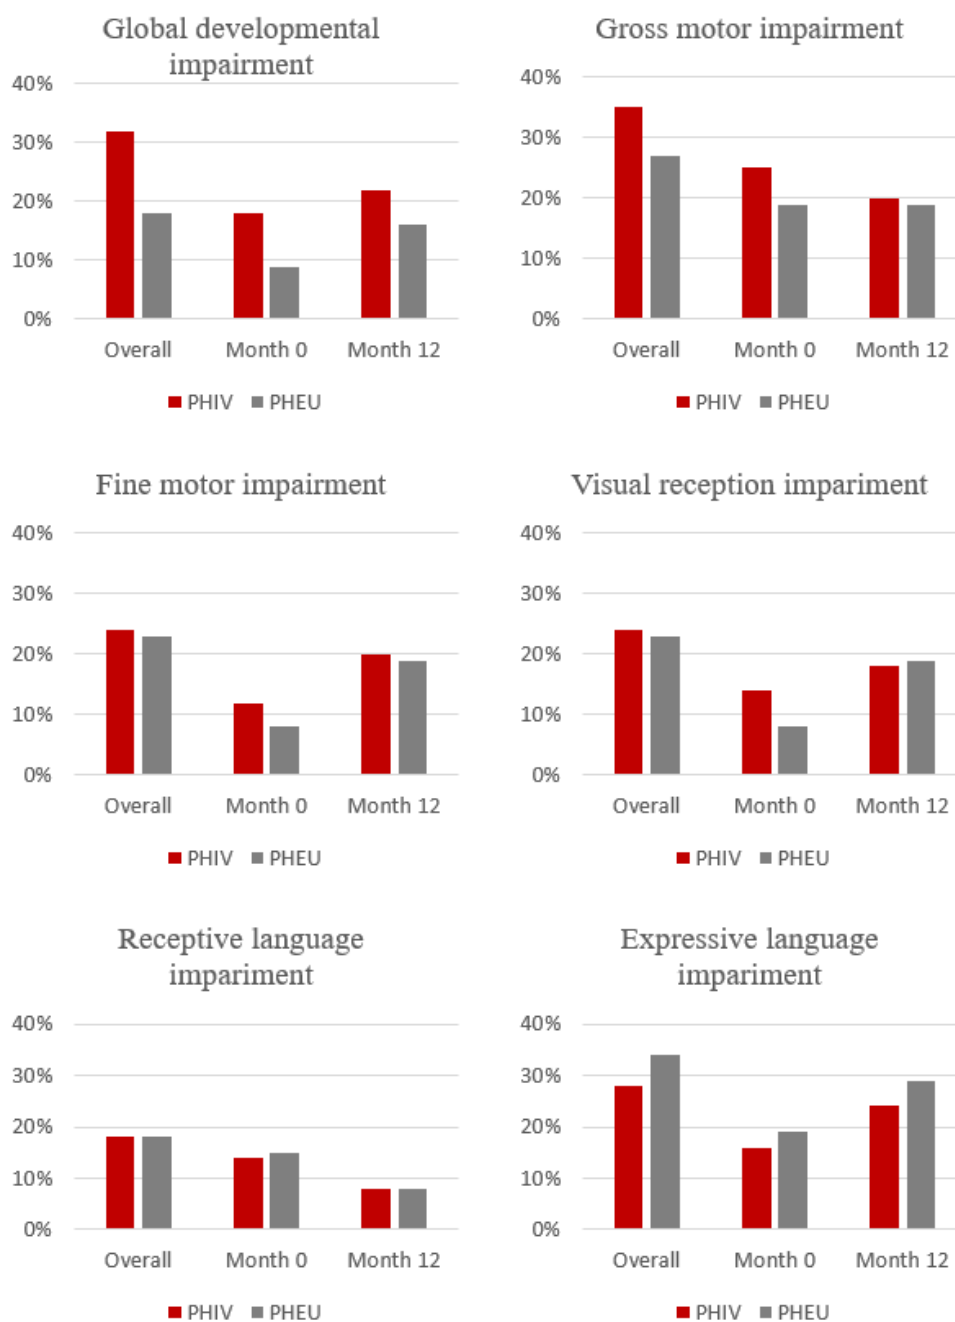 Global developmental
impairment
40%
30%
20%
10%
0%
Overall Month 0 Month 12
PHIV PHEU
Gross motor impairment
40%
30%
20%
10%
0%
Overall Month 0 Month 12
PHIV PHEU
Fine motor impairment
40%
30%
20%
10%
0%
Overall Month 0 Month 12
PHIV PHEU
Visual reception impariment
40%
30%
20%
10%
0%
Overall Month 0 Month 12
PHIV PHEU
Receptive language
impariment
40%
30%
20%
10%
0%
Overall Month 0 Month 12
PHIV PHEU
Expressive language
impariment
40%
30%
20%
10%
0%
Overall Month 0 Month 12
PHIV PHEU